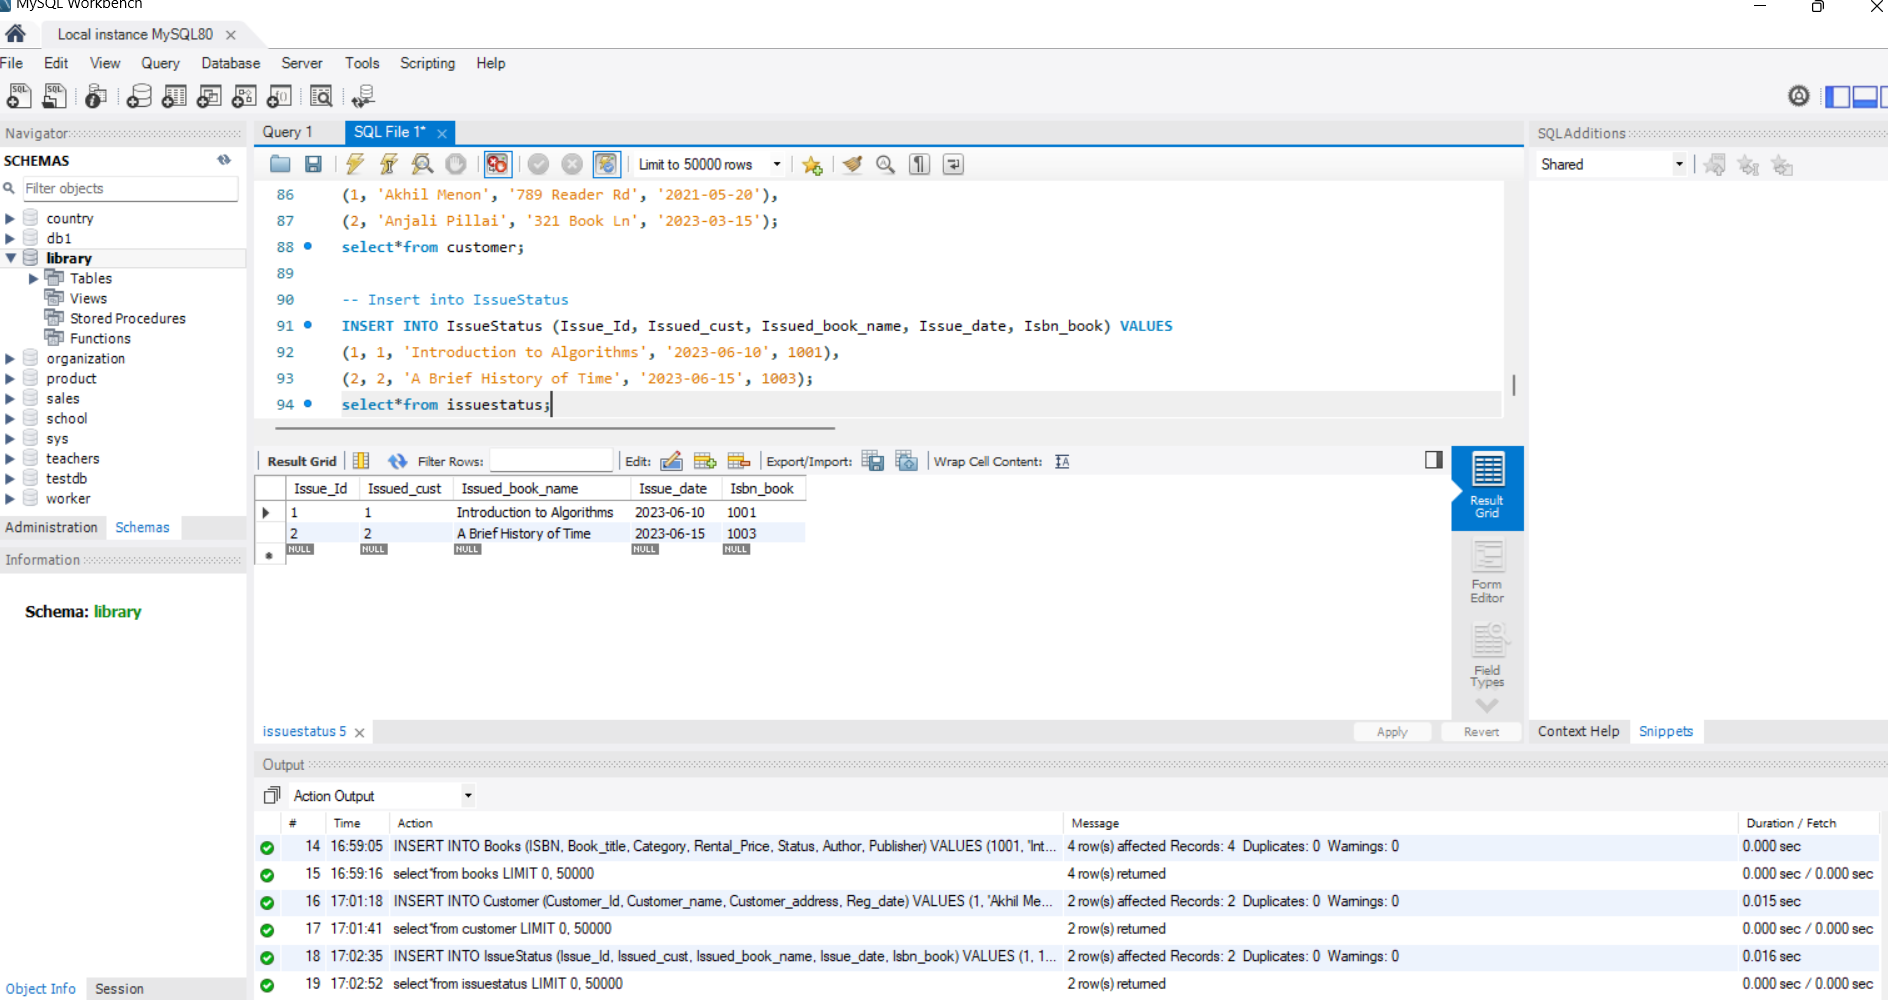 MySQL Workbench
Local instance MySQL80
File Edit View Query Database Server Tools Scripting Help
Navigator
SCHEMAS
Filter objects
country
db1
library
Tables
Views
Stored Procedures
Functions
organization
product
sales
school
sys
teachers
testdb
worker
Administration Schemas
Information
Schema: library
Object Info Session
Query 1 SQL File 1*
Limit to 50000 rows
86 (1, 'Akhil Menon', '789 Reader Rd', '2021-05-20'),
87 (2, 'Anjali Pillai', '321 Book Ln', '2023-03-15');
88 select*from customer;
89
90 -- Insert into IssueStatus
91 INSERT INTO IssueStatus (Issue_Id, Issued_cust, Issued_book_name, Issue_date, Isbn_book) VALUES
92 (1, 1, 'Introduction to Algorithms', '2023-06-10', 1001),
93 (2, 2, 'A Brief History of Time', '2023-06-15', 1003);
94 select*from issuestatus;
Result Grid Filter Rows: Edit: Export/Import: Wrap Cell Content:
Issue_Id Issued_cust Issued_book_name Issue_date Isbn_book
1 1 Introduction to Algorithms 2023-06-10 1001
2 2 A Brief History of Time 2023-06-15 1003
NULL NULL NULL NULL NULL
Result
Grid
Form
Editor
Field
Types
issuestatus 5
Apply Revert
SQLAdditions
Shared
Context Help Snippets
Output
Action Output
# Time Action Message Duration / Fetch
14 16:59:05 INSERT INTO Books (ISBN, Book_title, Category, Rental_Price, Status, Author, Publisher) VALUES (1001, 'Int... 4 row(s) affected Records: 4 Duplicates: 0 Warnings: 0 0.000 sec
15 16:59:16 select*from books LIMIT 0, 50000 4 row(s) returned 0.000 sec / 0.000 sec
16 17:01:18 INSERT INTO Customer (Customer_Id, Customer_name, Customer_address, Reg_date) VALUES (1, 'Akhil Me... 2 row(s) affected Records: 2 Duplicates: 0 Warnings: 0 0.015 sec
17 17:01:41 select*from customer LIMIT 0, 50000 2 row(s) returned 0.000 sec / 0.000 sec
18 17:02:35 INSERT INTO IssueStatus (Issue_Id, Issued_cust, Issued_book_name, Issue_date, Isbn_book) VALUES (1, 1... 2 row(s) affected Records: 2 Duplicates: 0 Warnings: 0 0.016 sec
19 17:02:52 select*from issuestatus LIMIT 0, 50000 2 row(s) returned 0.000 sec / 0.000 sec